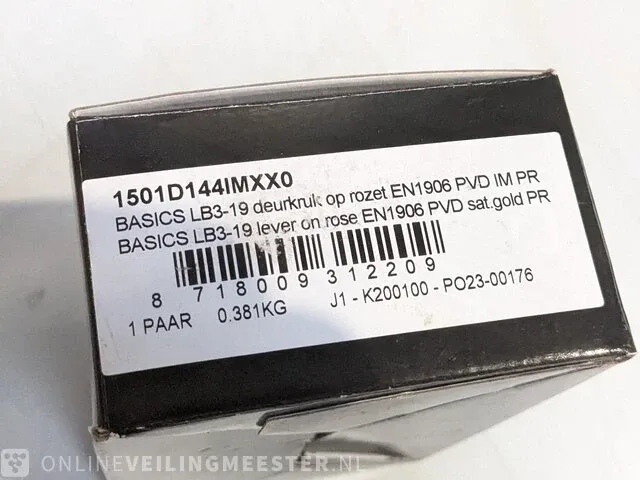 1501D144IMXX0
BASICS LB3-19 deurkruk op rozet EN1906 PVD IM PR
BASICS LB3-19 lever on rose EN1906 PVD sat.gold PR
8 718009 312209
1 PAAR 0.381KG J1 - K200100 - PO23-00176
ONLINEVEILINGMEESTER.NL